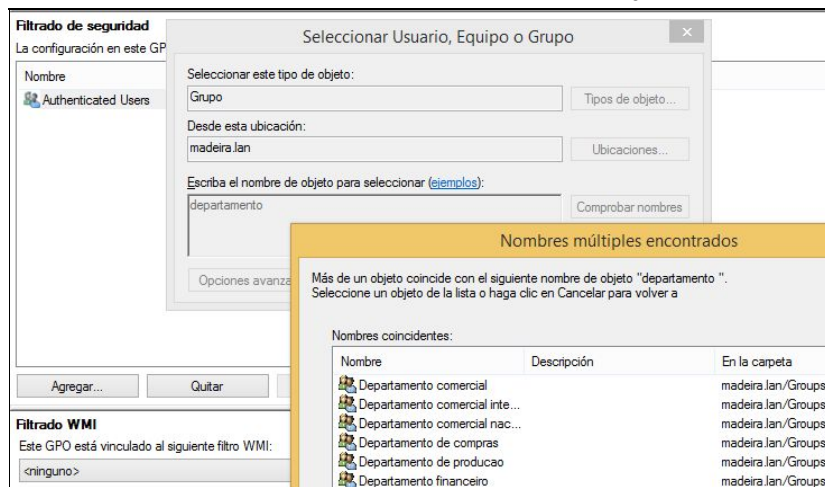 Filtrado de seguridad
La configuración en este GP
Nombre
Authenticated Users
Seleccionar Usuario, Equipo o Grupo
Seleccionar este tipo de objeto:
Grupo
Tipos de objeto...
Desde esta ubicación:
madeira.lan
Ubicaciones...
Escriba el nombre de objeto para seleccionar (ejemplos):
departamento
Comprobar nombres
Opciones avanza
Nombres múltiples encontrados
Más de un objeto coincide con el siguiente nombre de objeto "departamento ".
Seleccione un objeto de la lista o haga clic en Cancelar para volver a
Nombres coincidentes:
Nombre Descripción En la carpeta
Departamento comercial madeira.lan/Groups
Departamento comercial inte... madeira.lan/Groups
Departamento comercial nac... madeira.lan/Groups
Departamento de compras madeira.lan/Groups
Departamento de producao madeira.lan/Groups
Departamento financeiro madeira.lan/Groups
Agregar... Quitar
Filtrado WMI
Este GPO está vinculado al siguiente filtro WMI:
<ninguno>